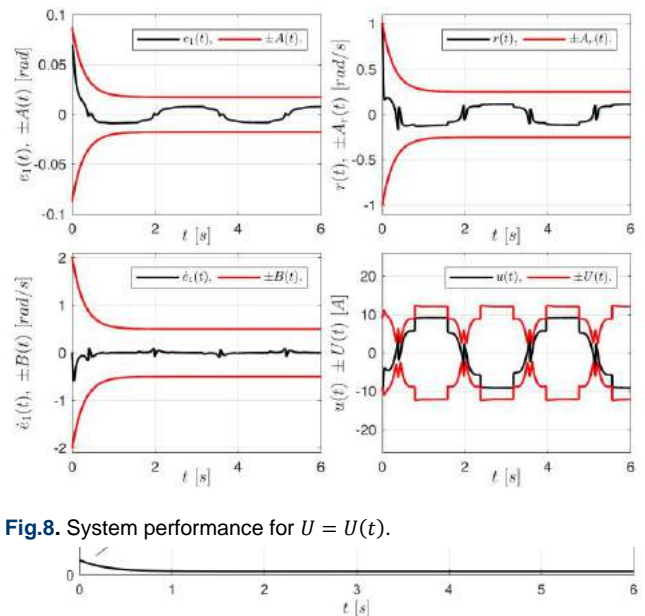 0.1
0.05
0
-0.05
-0.1
e₁(t), ±A(t) [rad]
e₁(t), ±A(t).
0 2 4 6
t [s]
1
0.5
0
-0.5
-1
r(t), ±Aᵣ(t) [rad/s]
r(t), ±Aᵣ(t).
0 2 4 6
t [s]
2
1
0
-1
-2
ė₁(t), ±B(t) [rad/s]
ė₁(t), ±B(t).
0 2 4 6
t [s]
20
10
0
-10
-20
u(t) ±U(t) [A]
u(t), ±U(t).
0 2 4 6
t [s]
Fig.8. System performance for U = U(t).
0
0 1 2 3 4 5 6
t [s]